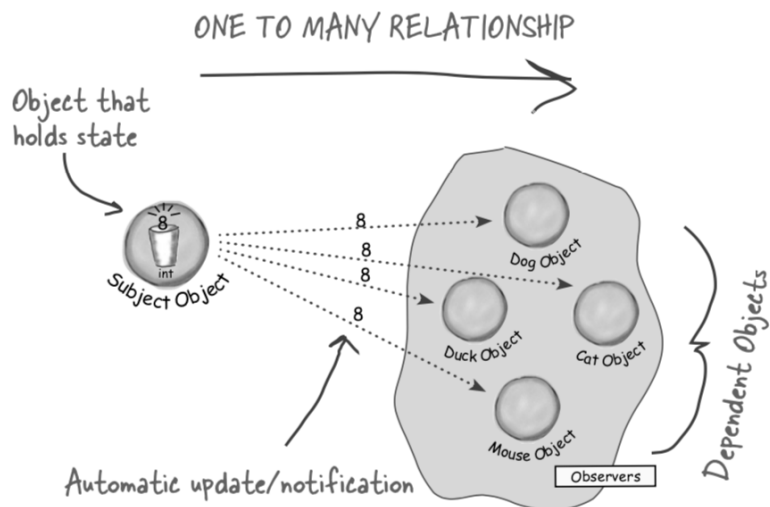 ONE TO MANY RELATIONSHIP
Object that
holds state
8
int
Subject Object
8
8
8
8
Dog Object
Duck Object
Cat Object
Mouse Object
Observers
Dependent Objects
Automatic update/notification